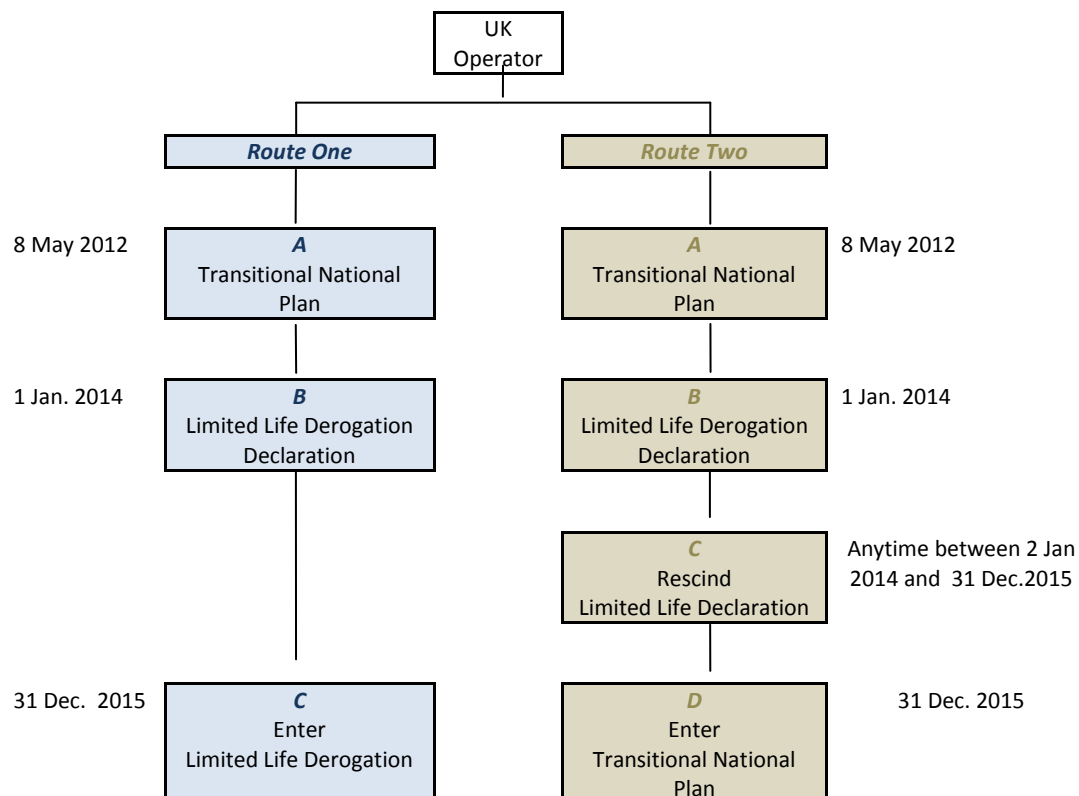 UK
Operator
Route One
Route Two
8 May 2012
A
Transitional National
Plan
A
Transitional National
Plan
8 May 2012
1 Jan. 2014
B
Limited Life Derogation
Declaration
B
Limited Life Derogation
Declaration
1 Jan. 2014
C
Rescind
Limited Life Declaration
Anytime between 2 Jan
2014 and 31 Dec.2015
31 Dec. 2015
C
Enter
Limited Life Derogation
D
Enter
Transitional National
Plan
31 Dec. 2015